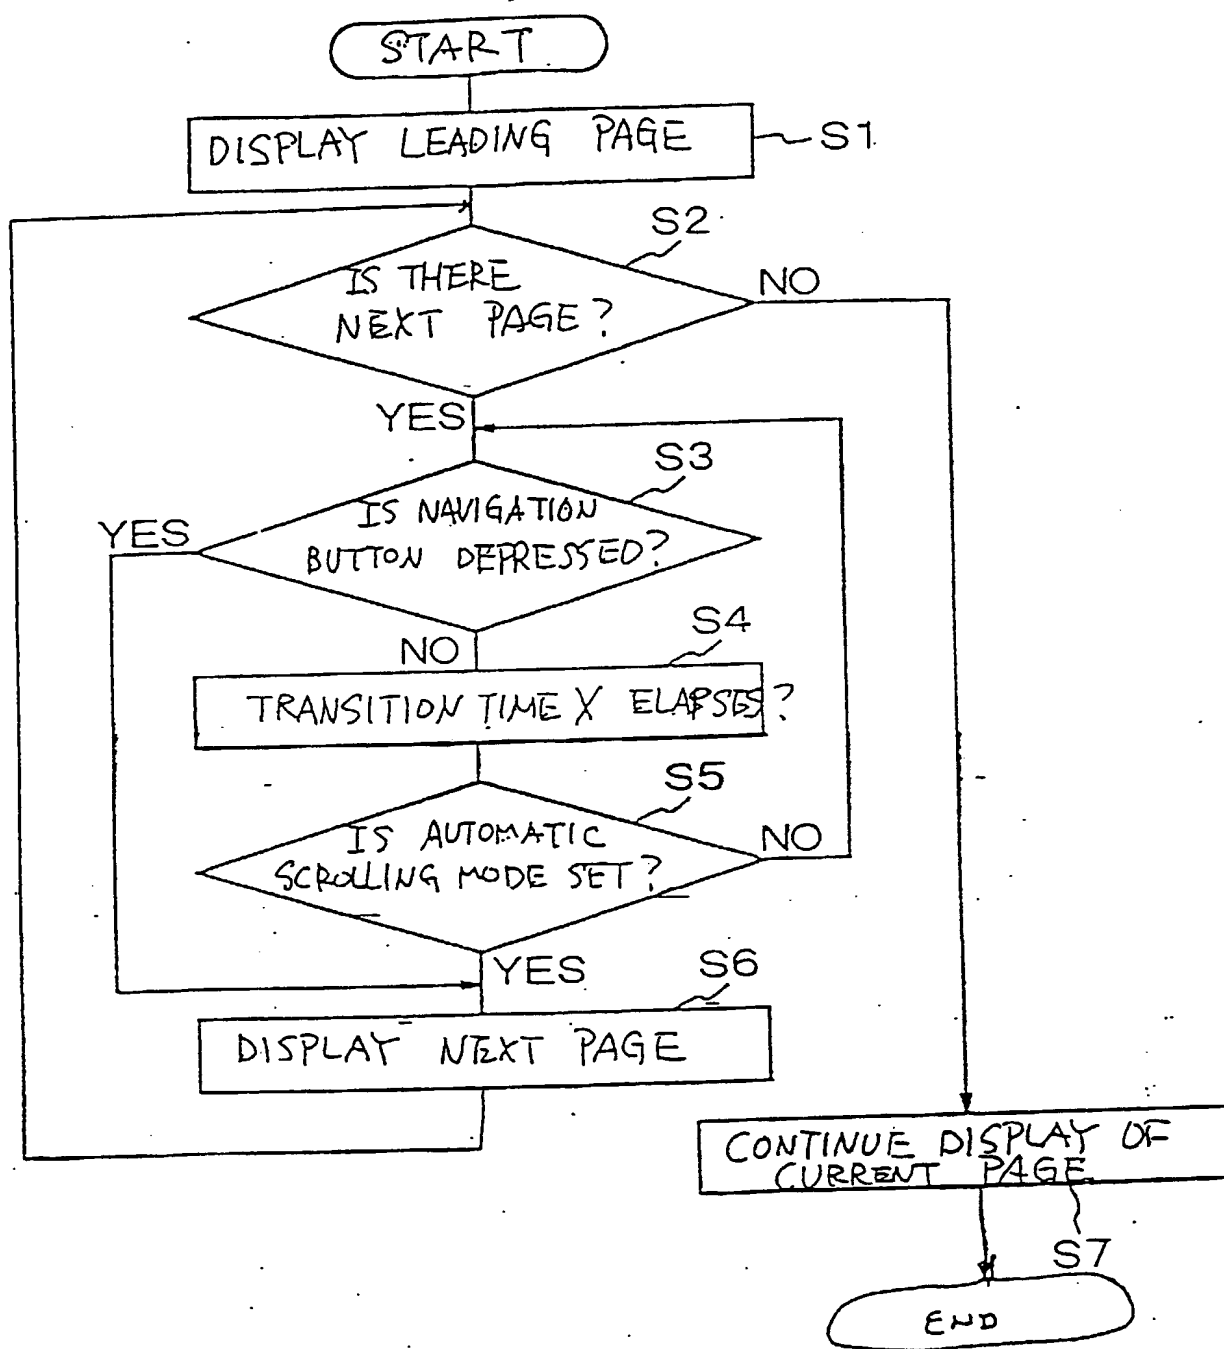 START
DISPLAY LEADING PAGE
S1
S2
IS THERE
NEXT PAGE?
NO
YES
S3
IS NAVIGATION
BUTTON DEPRESSED?
YES
NO
S4
TRANSITION TIME X ELAPSES?
S5
IS AUTOMATIC
SCROLLING MODE SET?
NO
YES
S6
DISPLAY NEXT PAGE
CONTINUE DISPLAY OF
CURRENT PAGE
S7
END